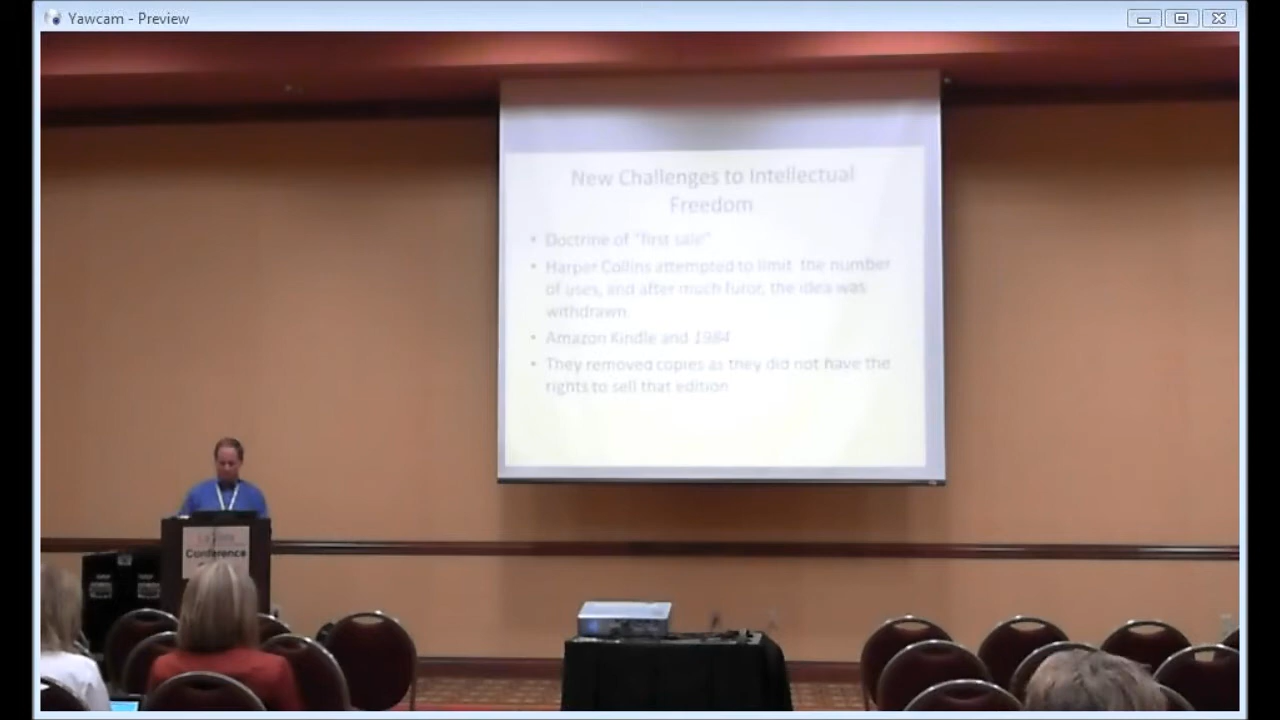 Yawcam - Preview
New Challenges to Intellectual
Freedom
• Doctrine of "first sale"
• Harper Collins attempted to limit the number
of uses, and after much furor, the idea was
withdrawn
• Amazon Kindle and 1984
• They removed copies as they did not have the
rights to sell that edition
Conference